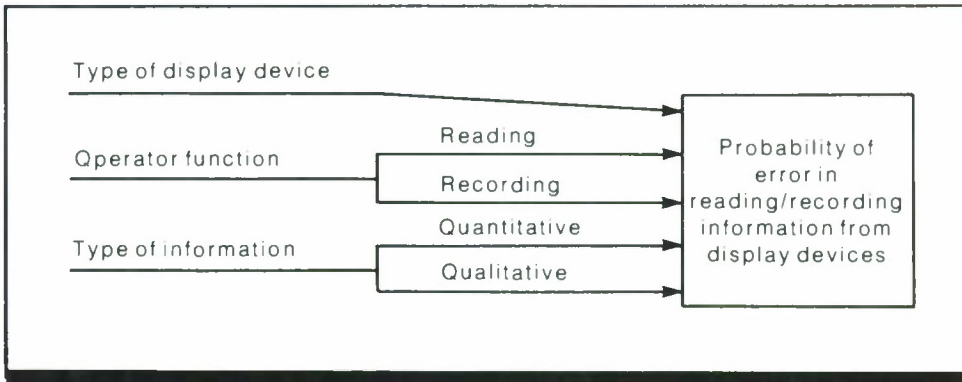 Type of display device
Operator function
Reading
Recording
Type of information
Quantitative
Qualitative
Probability of
error in
reading/recording
information from
display devices